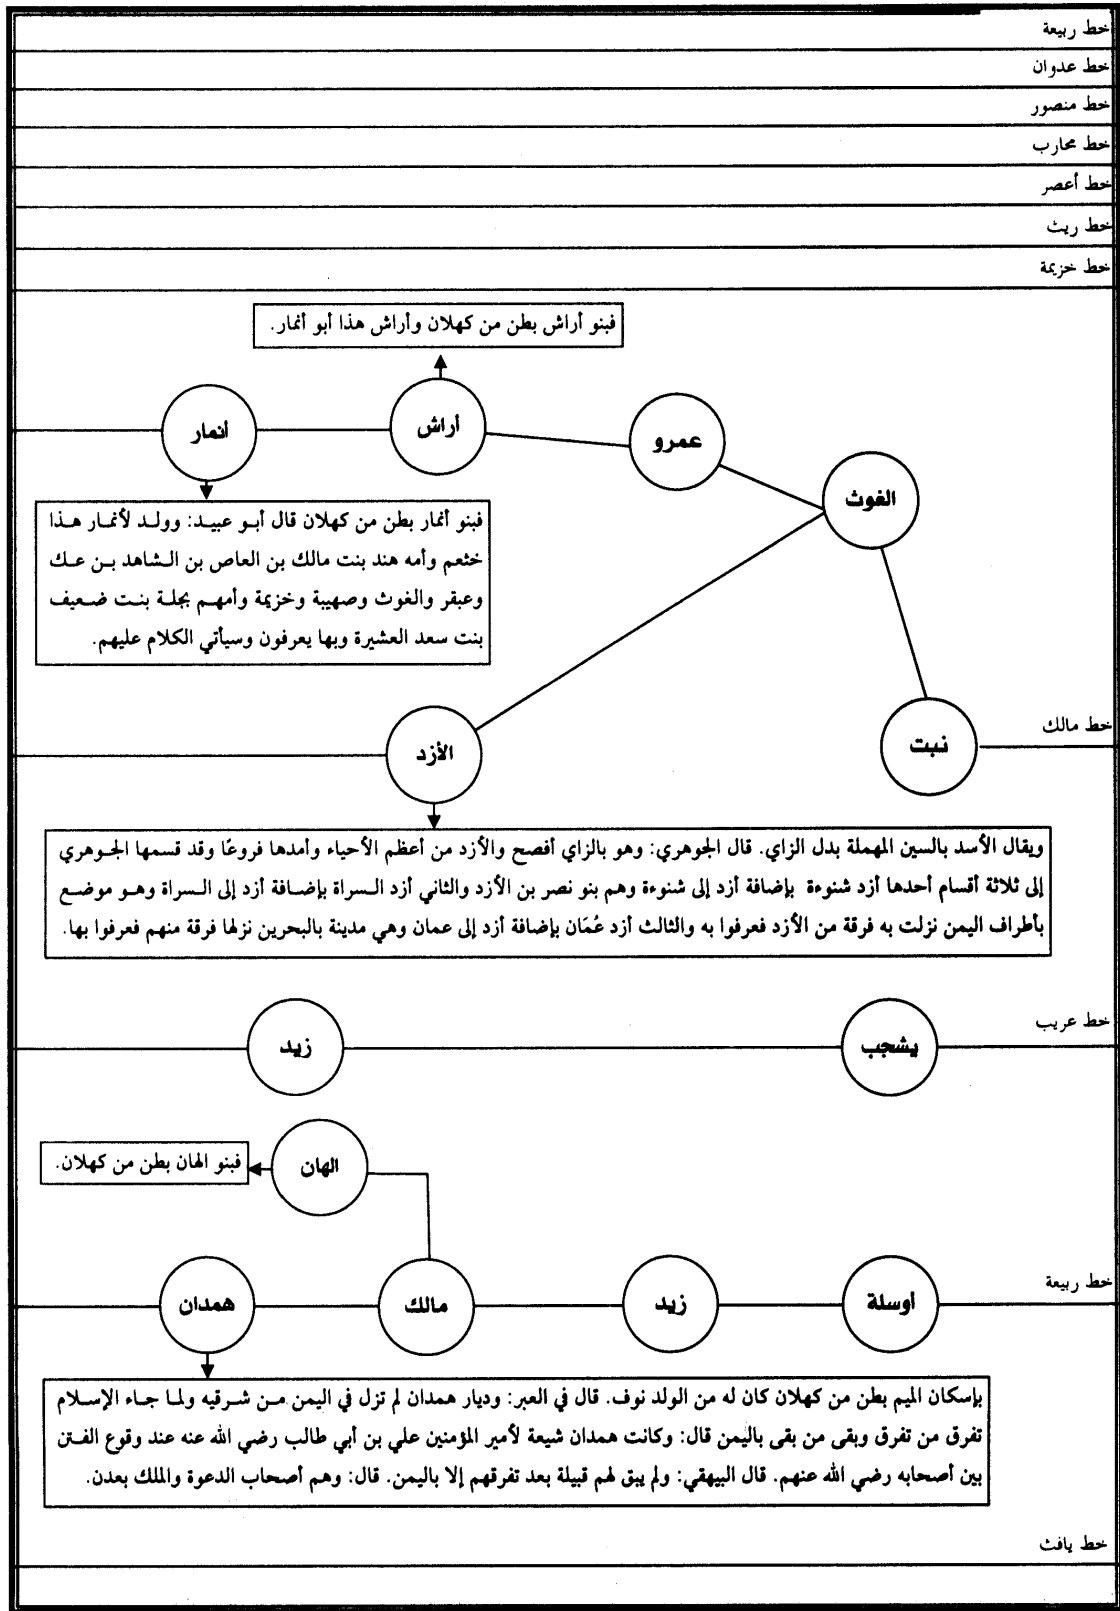 خط ربيعة
خط عدوان
خط منصور
خط محارب
خط أعصر
خط ريث
خط خزيمة
فبنو أراش بطن من كهلان وأراش هذا أبو أنمار.
الغوث
عمرو
أراش
أنمار
فبنو أنمار بطن من كهلان قال أبو عبيد: وولد لأنمار هذا
خثعم وأمه هند بنت مالك بن العاص بن الشاهد بن عك
وعبقر والغوث وصهيبة وخزيمة وأمهم بجلة بنت ضعيف
بنت سعد العشيرة وبها يعرفون وسيأتي الكلام عليهم.
خط مالك
نبت
الأزد
ويقال الأسد بالسين المهملة بدل الزاي. قال الجوهري: وهو بالزاي أفصح والأزد من أعظم الأحياء وأمدها فروعًا وقد قسمها الجوهري
إلى ثلاثة أقسام أحدها أزد شنوءة بإضافة أزد إلى شنوءة وهم بنو نصر بن الأزد والثاني أزد السراة بإضافة أزد إلى السراة وهو موضع
بأطراف اليمن نزلت به فرقة من الأزد فعرفوا به والثالث أزد عُمَان بإضافة أزد إلى عمان وهي مدينة بالبحرين نزلها فرقة منهم فعرفوا بها.
خط عريب
يشجب
زيد
الهان
فبنو الهان بطن من كهلان.
خط ربيعة
اوسلة
زيد
مالك
همدان
بإسكان الميم بطن من كهلان كان له من الولد نوف. قال في العبر: وديار همدان لم تزل في اليمن من شرقيه ولما جاء الإسلام
تفرق من تفرق وبقى من بقى باليمن قال: وكانت همدان شيعة لأمير المؤمنين علي بن أبي طالب رضي الله عنه عند وقوع الفتن
بين أصحابه رضي الله عنهم. قال البيهقي: ولم يبق لهم قبيلة بعد تفرقهم إلا باليمن. قال: وهم أصحاب الدعوة والملك بعدن.
خط يافث